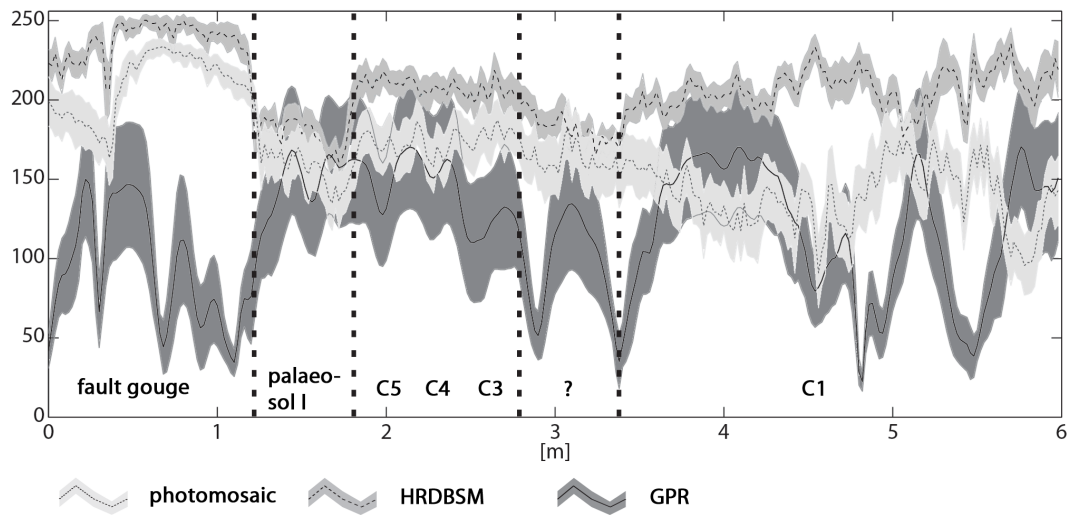 250
200
150
100
50
0
fault gouge
palaeo-
sol I
C5 C4 C3
?
C1
0 1 2 3 4 5 6
[m]
photomosaic HRDBSM GPR